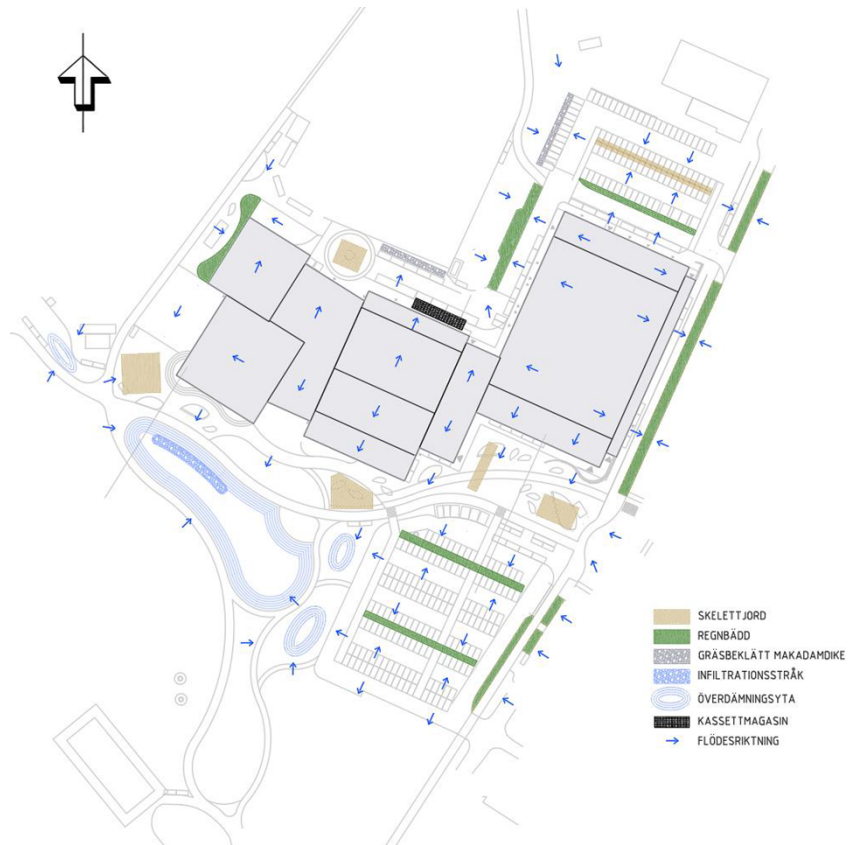 SKELETTJORD
REGNBÄDD
GRÄSBEKLÄTT MAKADAMDIKE
INFILTRATIONSSTRÅK
ÖVERDÄMNINGSYTA
KASSETTMAGASIN
FLÖDESRIKTNING